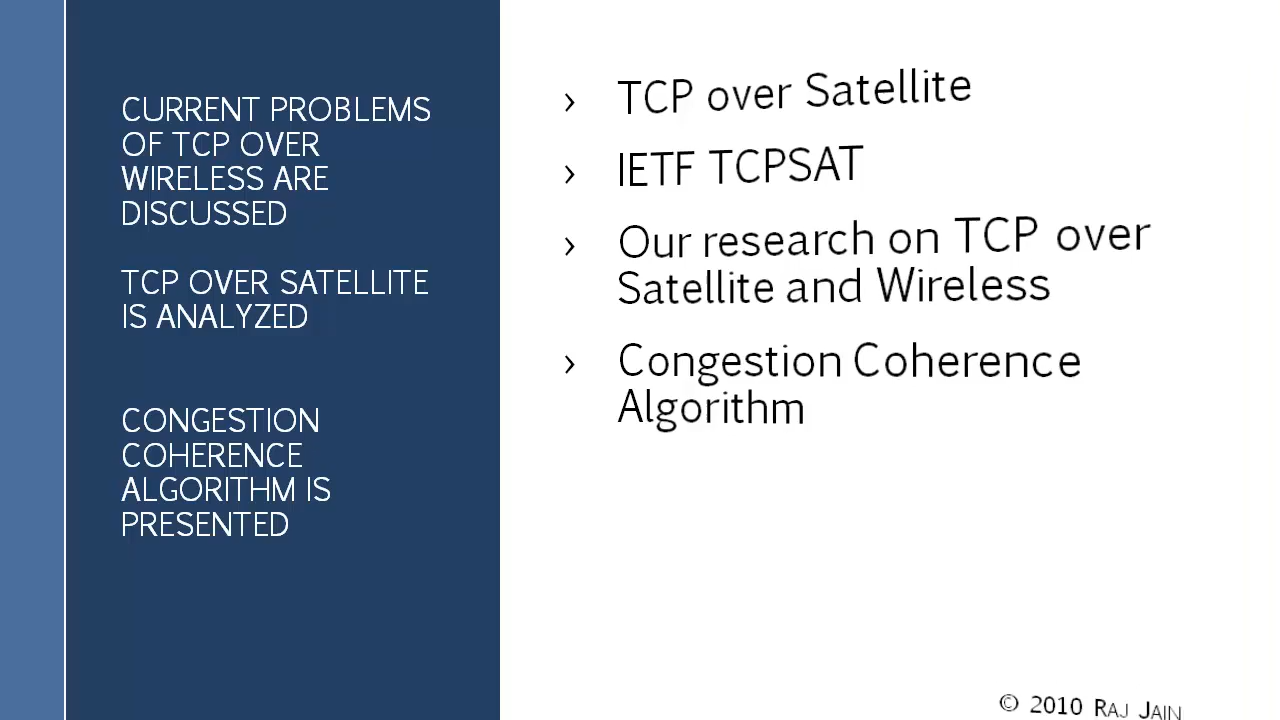 CURRENT PROBLEMS
OF TCP OVER
WIRELESS ARE
DISCUSSED
TCP OVER SATELLITE
IS ANALYZED
CONGESTION
COHERENCE
ALGORITHM IS
PRESENTED
› TCP over Satellite
› IETF TCPSAT
› Our research on TCP over
Satellite and Wireless
› Congestion Coherence
Algorithm
© 2010 RAJ JAIN